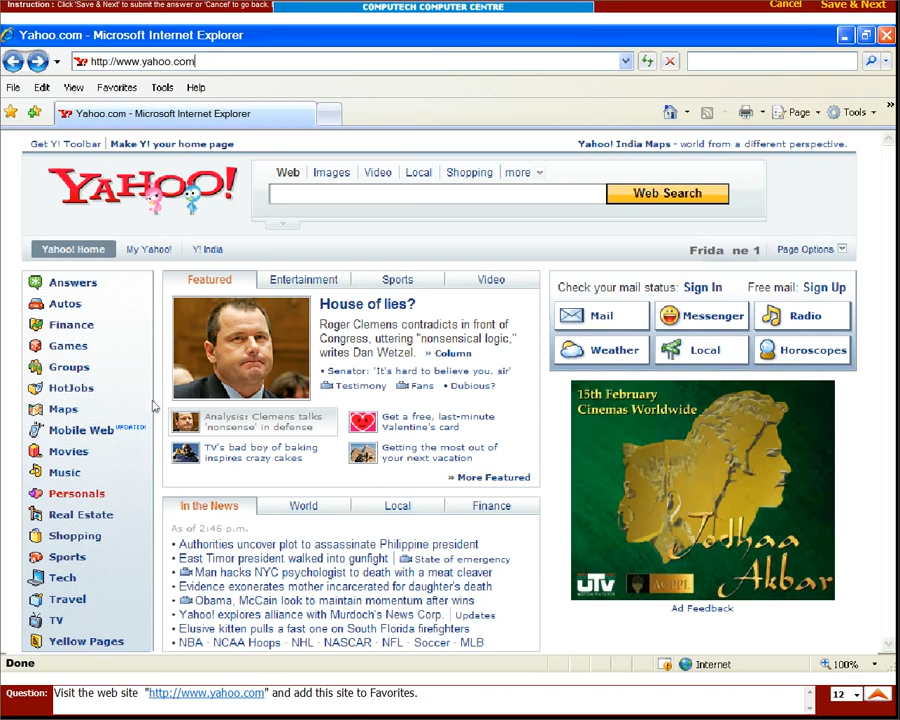 Instruction : Click 'Save & Next' to submit the answer or 'Cancel' to go back.
COMPUTECH COMPUTER CENTRE
Cancel Save & Next
Yahoo.com - Microsoft Internet Explorer
http://www.yahoo.com
File Edit View Favorites Tools Help
Yahoo.com - Microsoft Internet Explorer
Page Tools
Get Y! Toolbar | Make Y! your home page
Yahoo! India Maps - world from a different perspective.
YAHOO!
Web Images Video Local Shopping more
Web Search
Yahoo! Home My Yahoo! Y! India
Frida ne 1 Page Options
Answers
Autos
Finance
Games
Groups
HotJobs
Maps
Mobile Web UPDATED!
Movies
Music
Personals
Real Estate
Shopping
Sports
Tech
Travel
TV
Yellow Pages
Featured Entertainment Sports Video
House of lies?
Roger Clemens contradicts in front of
Congress, uttering "nonsensical logic,"
writes Dan Wetzel. » Column
• Senator: 'It's hard to believe you, sir'
Testimony Fans • Dubious?
Analysis: Clemens talks
'nonsense' in defense
Get a free, last-minute
Valentine's card
TV's bad boy of baking
inspires crazy cakes
Getting the most out of
your next vacation
» More Featured
In the News World Local Finance
As of 2:46 p.m.
• Authorities uncover plot to assassinate Philippine president
• East Timor president walked into gunfight | State of emergency
• Man hacks NYC psychologist to death with a meat cleaver
• Evidence exonerates mother incarcerated for daughter's death
• Obama, McCain look to maintain momentum after wins
• Yahoo! explores alliance with Murdoch's News Corp. | Updates
• Elusive kitten pulls a fast one on South Florida firefighters
• NBA · NCAA Hoops · NHL · NASCAR · NFL · Soccer · MLB
Check your mail status: Sign In Free mail: Sign Up
Mail Messenger Radio
Weather Local Horoscopes
15th February
Cinemas Worldwide
Jodhaa
Akbar
UTV
AGPPL
Ad Feedback
Done
Internet
100%
Question: Visit the web site "http://www.yahoo.com" and add this site to Favorites.
12